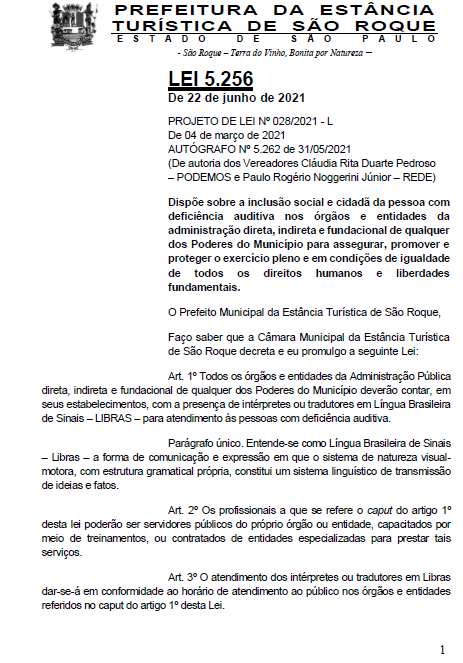 PREFEITURA DA ESTÂNCIA
TURÍSTICA DE SÃO ROQUE
ESTADO DE SÃO PAULO
- São Roque – Terra do Vinho, Bonita por Natureza –
LEI 5.256
De 22 de junho de 2021
PROJETO DE LEI Nº 028/2021 - L
De 04 de março de 2021
AUTÓGRAFO Nº 5.262 de 31/05/2021
(De autoria dos Vereadores Cláudia Rita Duarte Pedroso
– PODEMOS e Paulo Rogério Noggerini Júnior – REDE)
Dispõe sobre a inclusão social e cidadã da pessoa com
deficiência auditiva nos órgãos e entidades da
administração direta, indireta e fundacional de qualquer
dos Poderes do Município para assegurar, promover e
proteger o exercício pleno e em condições de igualdade
de todos os direitos humanos e liberdades
fundamentais.
O Prefeito Municipal da Estância Turística de São Roque,
Faço saber que a Câmara Municipal da Estância Turística
de São Roque decreta e eu promulgo a seguinte Lei:
Art. 1º Todos os órgãos e entidades da Administração Pública
direta, indireta e fundacional de qualquer dos Poderes do Município deverão contar, em
seus estabelecimentos, com a presença de intérpretes ou tradutores em Língua Brasileira
de Sinais – LIBRAS – para atendimento às pessoas com deficiência auditiva.
Parágrafo único. Entende-se como Língua Brasileira de Sinais
– Libras – a forma de comunicação e expressão em que o sistema de natureza visual-
motora, com estrutura gramatical própria, constitui um sistema linguístico de transmissão
de ideias e fatos.
Art. 2º Os profissionais a que se refere o caput do artigo 1º
desta lei poderão ser servidores públicos do próprio órgão ou entidade, capacitados por
meio de treinamentos, ou contratados de entidades especializadas para prestar tais
serviços.
Art. 3º O atendimento dos intérpretes ou tradutores em Libras
dar-se-á em conformidade ao horário de atendimento ao público nos órgãos e entidades
referidos no caput do artigo 1º desta Lei.
1